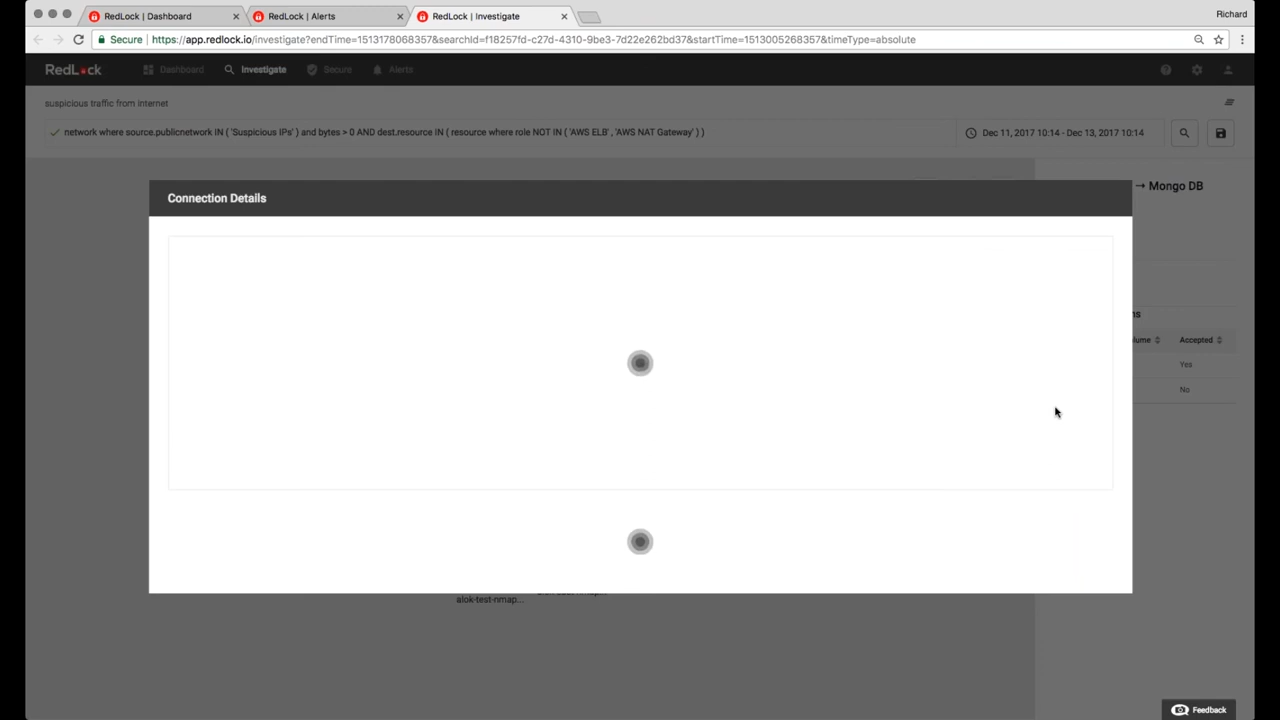 RedLock | Dashboard
RedLock | Alerts
RedLock | Investigate
Richard
Secure https://app.redlock.io/investigate?endTime=1513178068357&searchId=f18257fd-c27d-4310-9be3-7d22e262bd37&startTime=1513005268357&timeType=absolute
RedLock Dashboard Investigate Secure Alerts
suspicious traffic from internet
network where source.publicnetwork IN ( 'Suspicious IPs' ) and bytes > 0 AND dest.resource IN ( resource where role NOT IN ( 'AWS ELB' , 'AWS NAT Gateway' ) )
Dec 11, 2017 10:14 - Dec 13, 2017 10:14
Connection Details
→ Mongo DB
ns
lume Accepted
Yes
No
alok-test-nmap...
Feedback